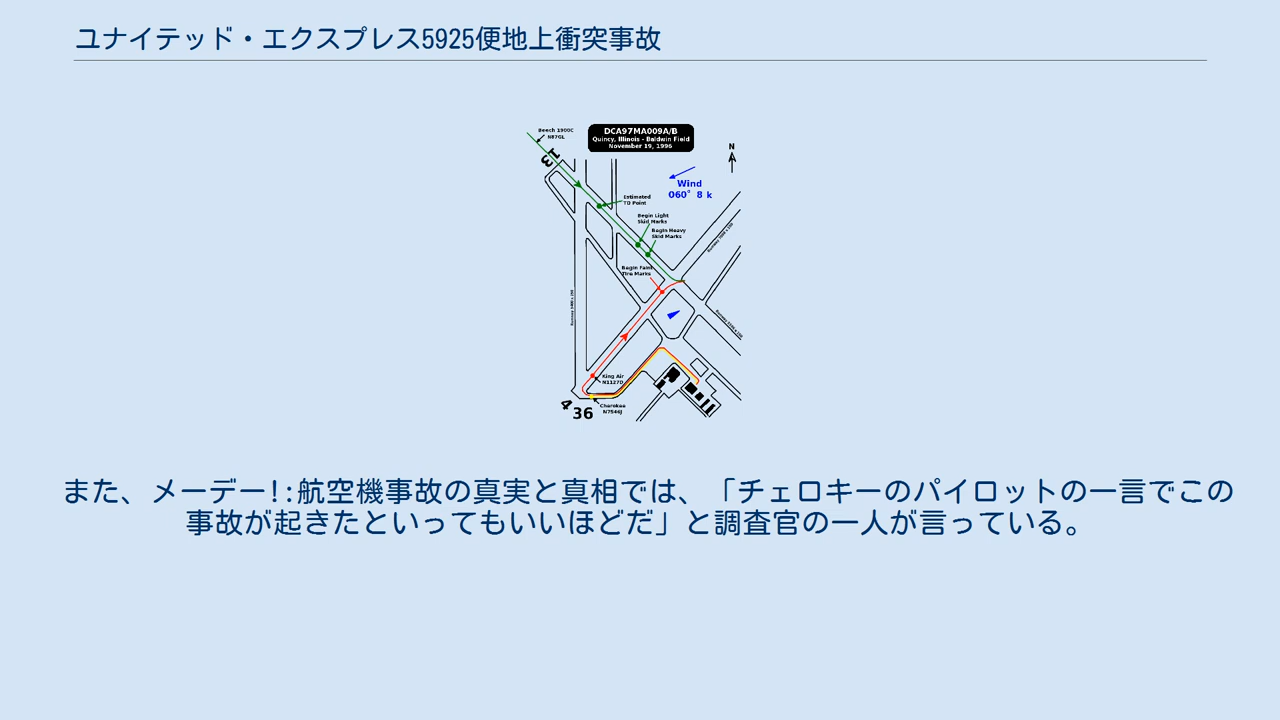 ユナイテッド・エクスプレス5925便地上衝突事故
DCA97MA009A/B
Quincy, Illinois - Baldwin Field
November 19, 1996
Beech 1900C
N87GL
13
N
Wind
060° 8 k
Estimated
TD Point
Begin Light
Skid Marks
Begin Heavy
Skid Marks
Begin Faint
Tire Marks
King Air
N1127D
Cherokee
N7646J
4
36
また、メーデー!:航空機事故の真実と真相では、「チェロキーのパイロットの一言でこの
事故が起きたといってもいいほどだ」と調査官の一人が言っている。